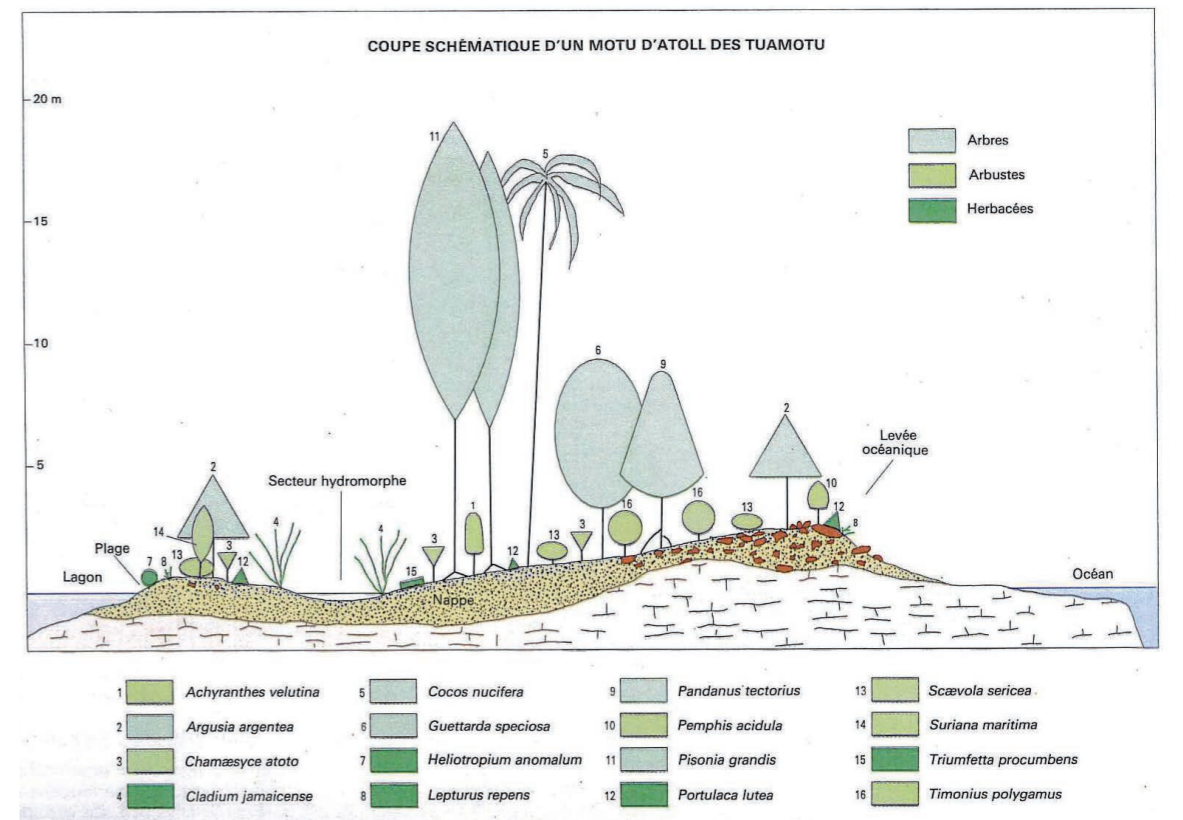 COUPE SCHÉMATIQUE D'UN MOTU D'ATOLL DES TUAMOTU
20 m
15
10
5
Arbres
Arbustes
Herbacées
11
5
6
9
2
Levée
océanique
10
12
8
2
Secteur hydromorphe
14
4
4
1
3
16
16
13
3
13
12
15
Plage
7
8
13
3
12
Lagon
Nappe
Océan
1 Achyranthes velutina
2 Argusia argentea
3 Chamæsyce atoto
4 Cladium jamaicense
5 Cocos nucifera
6 Guettarda speciosa
7 Heliotropium anomalum
8 Lepturus repens
9 Pandanus tectorius
10 Pemphis acidula
11 Pisonia grandis
12 Portulaca lutea
13 Scævola sericea
14 Suriana maritima
15 Triumfetta procumbens
16 Timonius polygamus